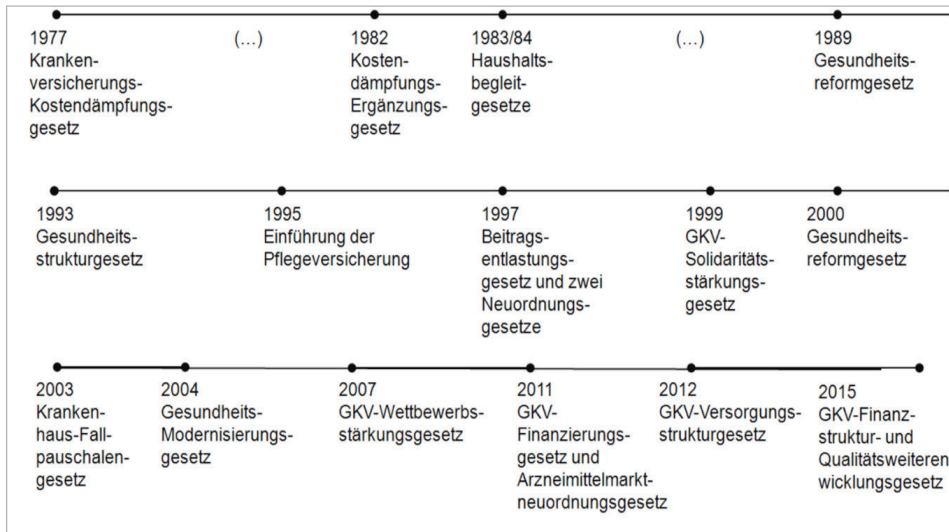 1977
Kranken-
versicherungs-
Kostendämpfungs-
gesetz
(...)
1982
Kosten-
dämpfungs-
Ergänzungs-
gesetz
1983/84
Haushalts-
begleit-
gesetze
(...)
1989
Gesundheits-
reformgesetz
1993
Gesundheits-
strukturgesetz
1995
Einführung der
Pflegeversicherung
1997
Beitrags-
entlastungs-
gesetz und zwei
Neuordnungs-
gesetze
1999
GKV-
Solidaritäts-
stärkungs-
gesetz
2000
Gesundheits-
reformgesetz
2003
Kranken-
haus-Fall-
pauschalen-
gesetz
2004
Gesundheits-
Modernisierungs-
gesetz
2007
GKV-Wettbewerbs-
stärkungsgesetz
2011
GKV-
Finanzierungs-
gesetz und
Arzneimittelmarkt-
neuordnungsgesetz
2012
GKV-Versorgungs-
strukturgesetz
2015
GKV-Finanz-
struktur- und
Qualitätsweiteren
wicklungsgesetz